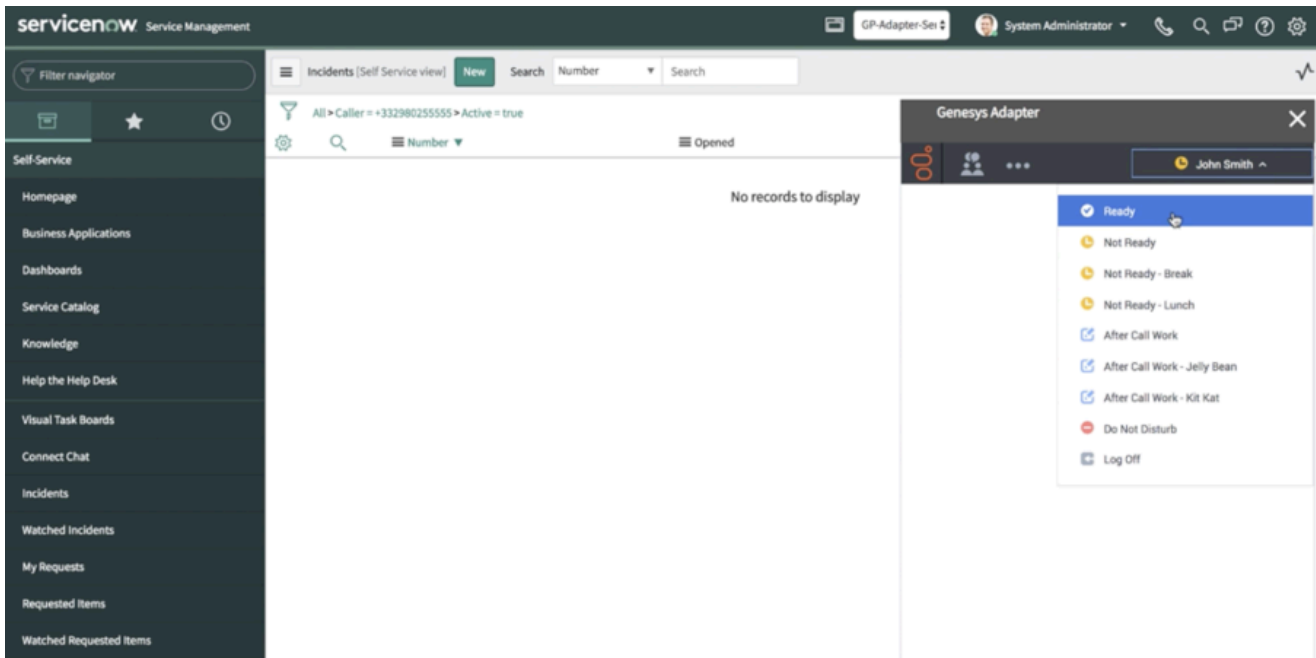 servicenow Service Management
GP-Adapter-Ser
System Administrator
Filter navigator
Incidents [Self Service view] New Search Number Search
All > Caller = +332980255555 > Active = true
Number Opened
No records to display
Self-Service
Homepage
Business Applications
Dashboards
Service Catalog
Knowledge
Help the Help Desk
Visual Task Boards
Connect Chat
Incidents
Watched Incidents
My Requests
Requested Items
Watched Requested Items
Genesys Adapter
John Smith
Ready
Not Ready
Not Ready - Break
Not Ready - Lunch
After Call Work
After Call Work - Jelly Bean
After Call Work - Kit Kat
Do Not Disturb
Log Off